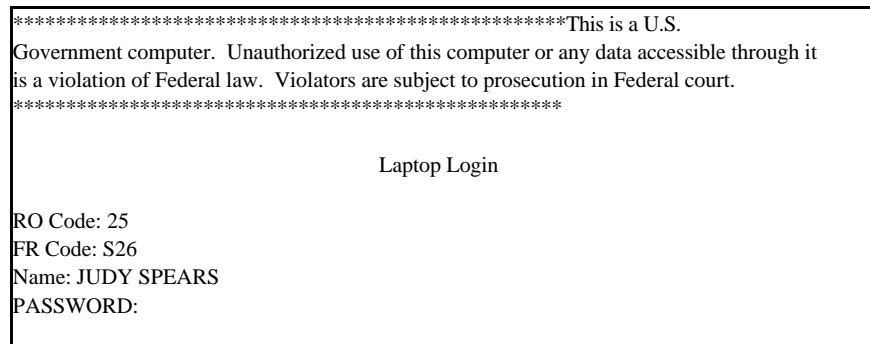 ****************************************************This is a U.S.
Government computer.  Unauthorized use of this computer or any data accessible through it
is a violation of Federal law.  Violators are subject to prosecution in Federal court.
****************************************************
Laptop Login
RO Code: 25
FR Code: S26
Name: JUDY SPEARS
PASSWORD: